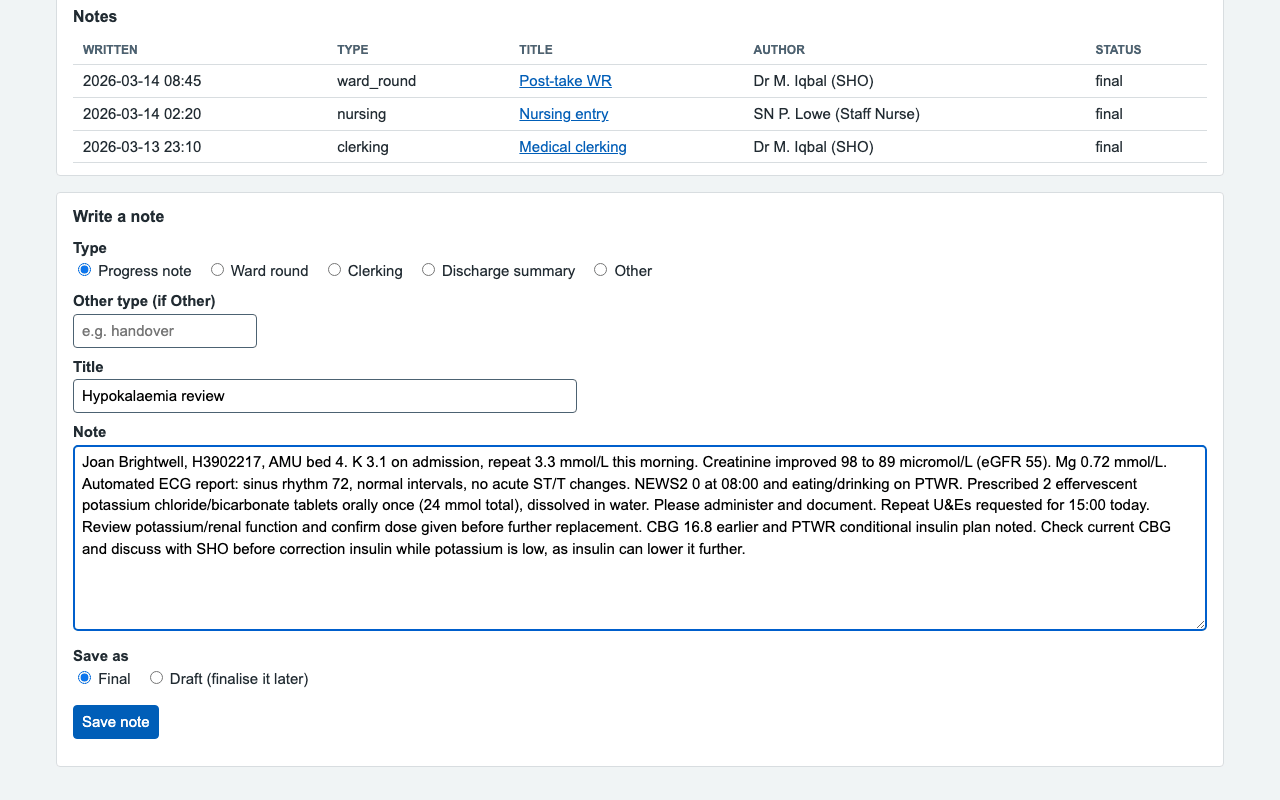 Notes
WRITTEN TYPE TITLE AUTHOR STATUS
2026-03-14 08:45 ward_round Post-take WR Dr M. Iqbal (SHO) final
2026-03-14 02:20 nursing Nursing entry SN P. Lowe (Staff Nurse) final
2026-03-13 23:10 clerking Medical clerking Dr M. Iqbal (SHO) final
Write a note
Type
Progress note Ward round Clerking Discharge summary Other
Other type (if Other)
e.g. handover
Title
Hypokalaemia review
Note
Joan Brightwell, H3902217, AMU bed 4. K 3.1 on admission, repeat 3.3 mmol/L this morning. Creatinine improved 98 to 89 micromol/L (eGFR 55). Mg 0.72 mmol/L.
Automated ECG report: sinus rhythm 72, normal intervals, no acute ST/T changes. NEWS2 0 at 08:00 and eating/drinking on PTWR. Prescribed 2 effervescent
potassium chloride/bicarbonate tablets orally once (24 mmol total), dissolved in water. Please administer and document. Repeat U&Es requested for 15:00 today.
Review potassium/renal function and confirm dose given before further replacement. CBG 16.8 earlier and PTWR conditional insulin plan noted. Check current CBG
and discuss with SHO before correction insulin while potassium is low, as insulin can lower it further.
Save as
Final Draft (finalise it later)
Save note